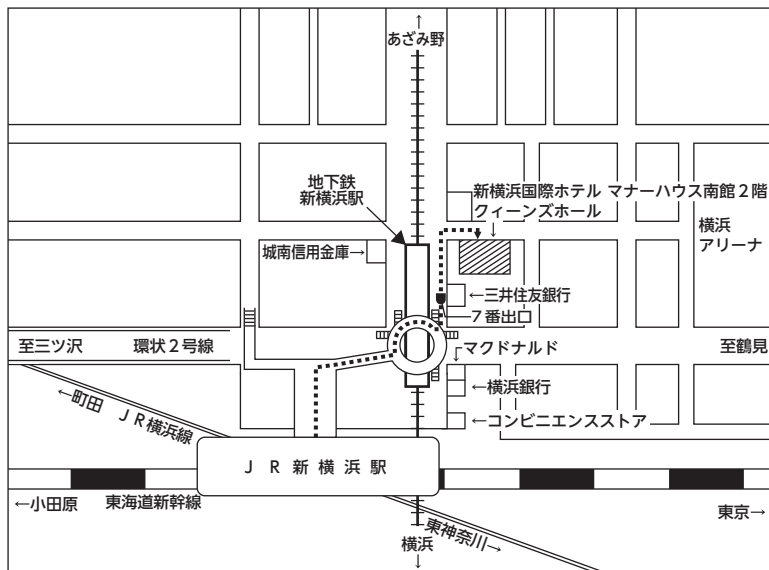 ↑
あざみ野
地下鉄
新横浜駅
新横浜国際ホテル マナーハウス南館２階
クィーンズホール
↓
横浜
アリーナ
城南信用金庫→
←三井住友銀行
７番出口
至三ツ沢
環状２号線
マクドナルド
↓
至鶴見
←横浜銀行
←町田 ＪＲ横浜線
←コンビニエンスストア
ＪＲ新横浜駅
←小田原
東海道新幹線
東京→
東神奈川→
横浜
↓